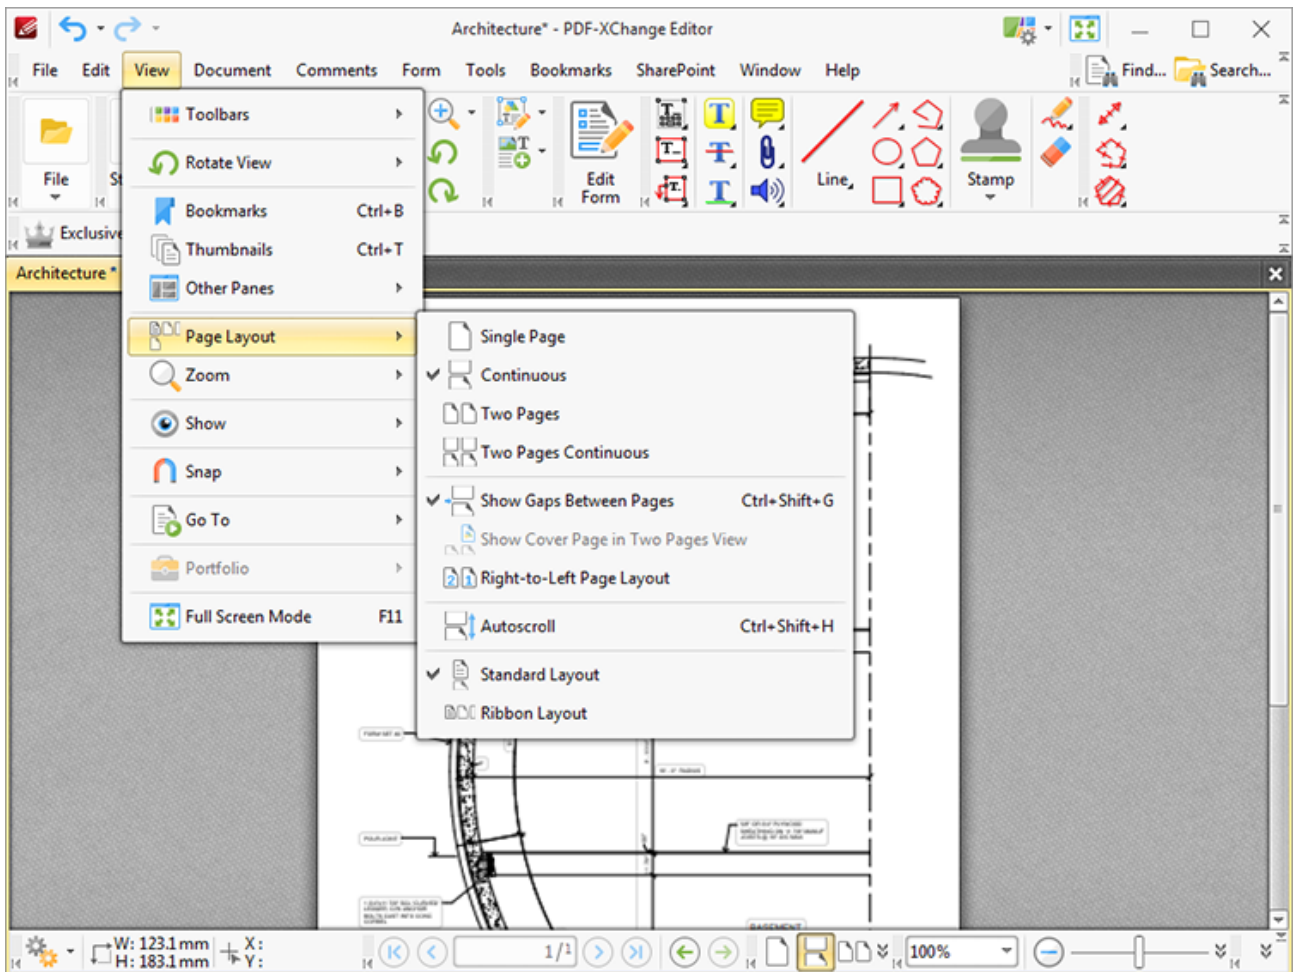 Architecture* - PDF-XChange Editor
File Edit View Document Comments Form Tools Bookmarks SharePoint Window Help Find... Search...
File
Edit Form
Line
Stamp
Exclusive
Architecture *
Toolbars
Rotate View
Bookmarks Ctrl+B
Thumbnails Ctrl+T
Other Panes
Page Layout
Zoom
Show
Snap
Go To
Portfolio
Full Screen Mode F11
Single Page
Continuous
Two Pages
Two Pages Continuous
Show Gaps Between Pages Ctrl+Shift+G
Show Cover Page in Two Pages View
Right-to-Left Page Layout
Autoscroll Ctrl+Shift+H
Standard Layout
Ribbon Layout
BASEMENT
W: 123.1 mm X:
H: 183.1 mm Y:
1/1
100%